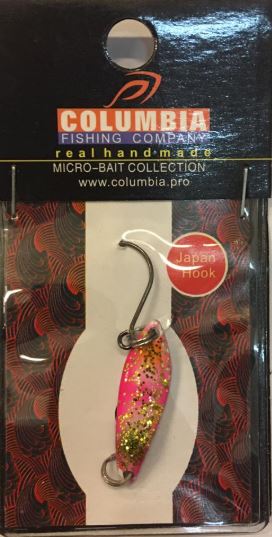 COLUMBIA
FISHING COMPANY
real hand-made
MICRO-BAIT COLLECTION
www.columbia.pro
Japan
Hook